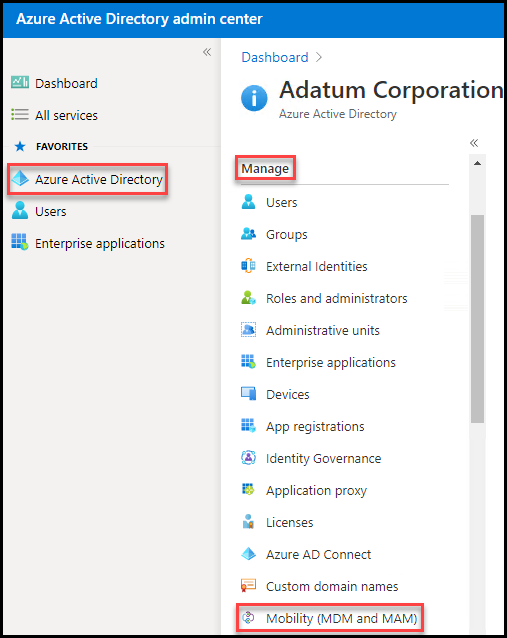 Azure Active Directory admin center
Dashboard
All services
FAVORITES
Azure Active Directory
Users
Enterprise applications
Dashboard
Adatum Corporation
Azure Active Directory
Manage
Users
Groups
External Identities
Roles and administrators
Administrative units
Enterprise applications
Devices
App registrations
Identity Governance
Application proxy
Licenses
Azure AD Connect
Custom domain names
Mobility (MDM and MAM)